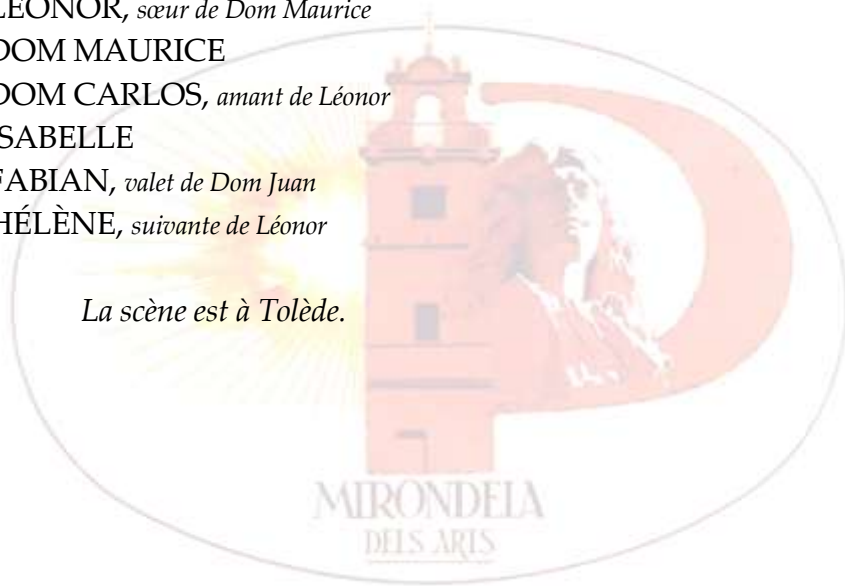 LÉONOR, sœur de Dom Maurice
DOM MAURICE
DOM CARLOS, amant de Léonor
ISABELLE
FABIAN, valet de Dom Juan
HÉLÈNE, suivante de Léonor
La scène est à Tolède.
MIRONDELA
DELS ARTS